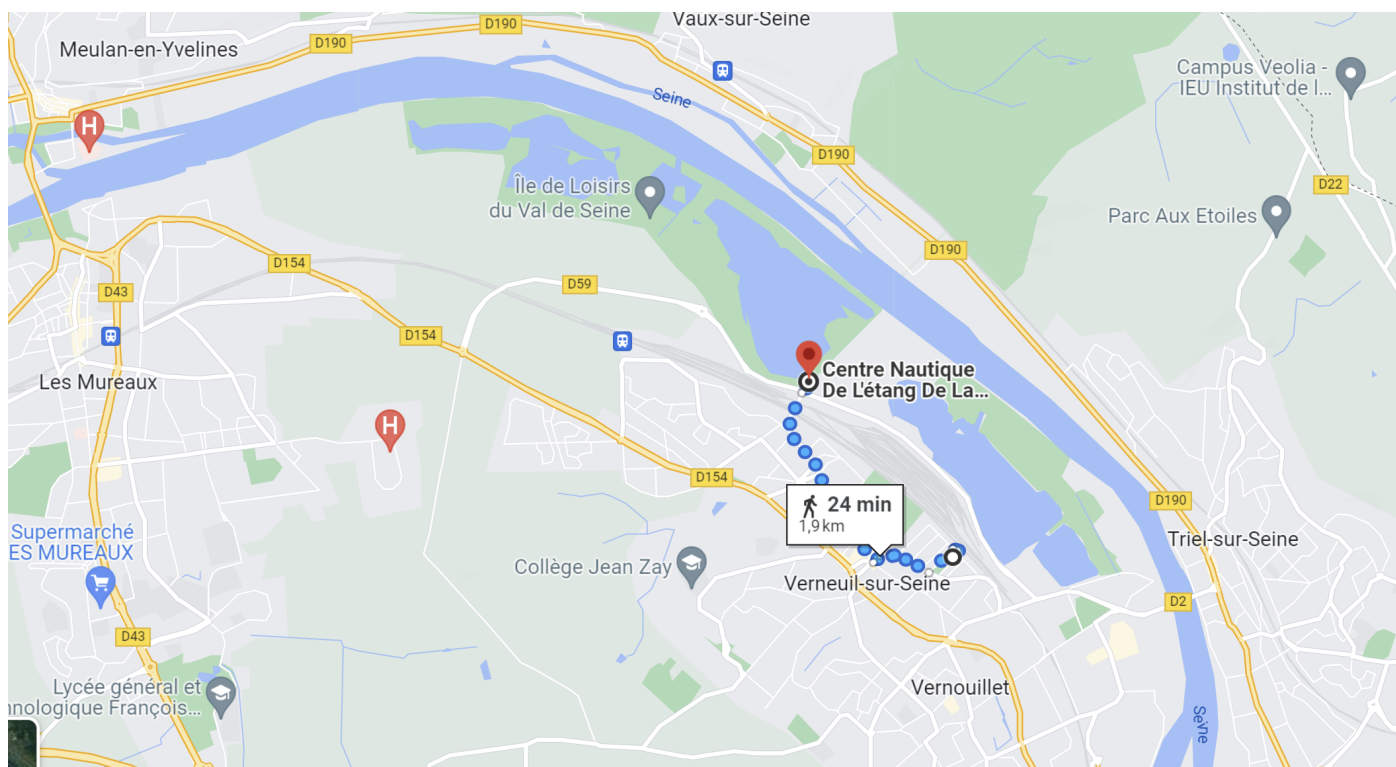 Vaux-sur-Seine
D190
Meulan-en-Yvelines
D190
Campus Veolia -
IEU Institut de l...
Seine
H
D190
Île de Loisirs
du Val de Seine
D22
Parc Aux Etoiles
D190
D154
D59
D43
D154
Centre Nautique
De L'étang De La...
Les Mureaux
H
D154
24 min
1,9 km
D190
Supermarché
ES MUREAUX
Triel-sur-Seine
Collège Jean Zay
Verneuil-sur-Seine
D2
D43
Lycée général et
hnologique François...
Vernouillet
Seine